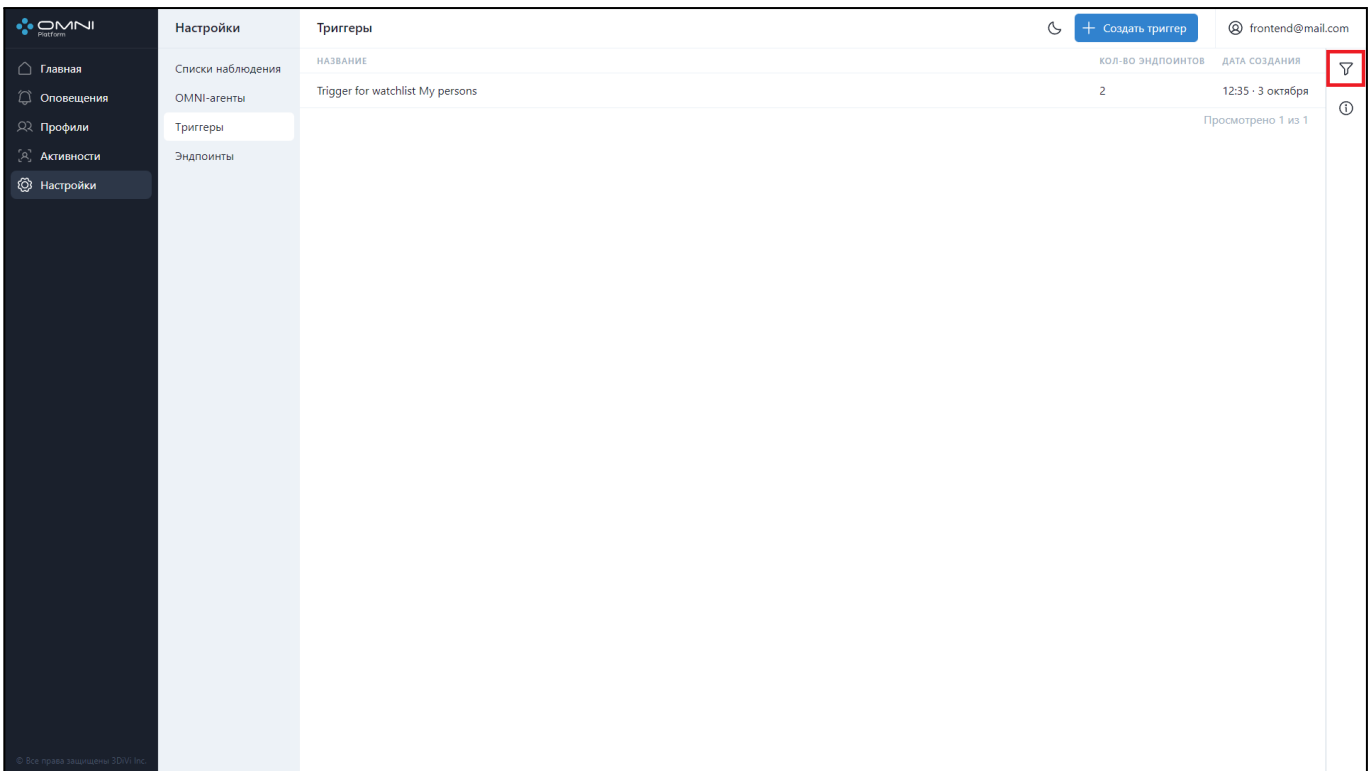 OMNI
Platform
Настройки
Триггеры
Создать триггер
frontend@mail.com
Главная
Оповещения
Профили
Активности
Настройки
Списки наблюдения
OMNI-агенты
Триггеры
Эндпоинты
НАЗВАНИЕ
КОЛ-ВО ЭНДПОИНТОВ
ДАТА СОЗДАНИЯ
Trigger for watchlist My persons
2
12:35 · 3 октября
Просмотрено 1 из 1
© Все права защищены 3DiVi Inc.